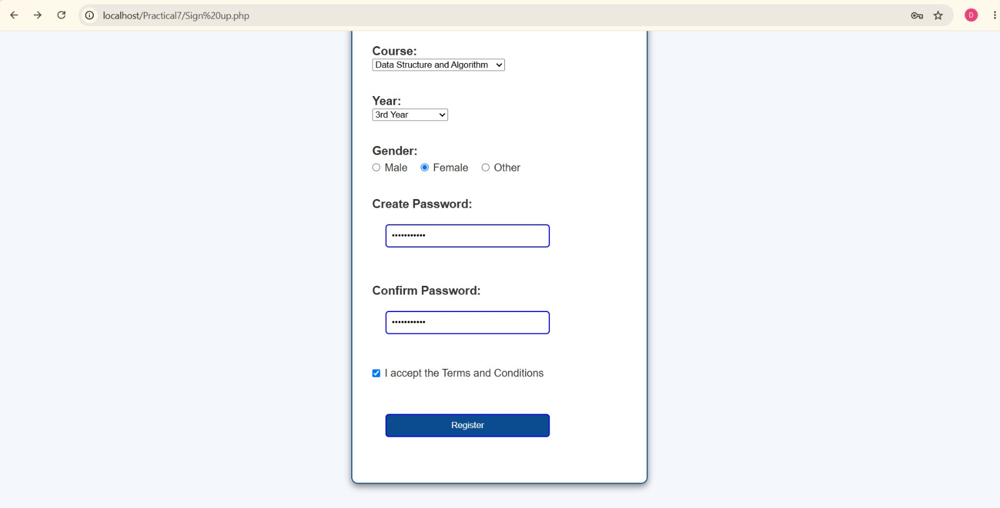 localhost/Practical7/Sign%20up.php
D
Course:
Data Structure and Algorithm
Year:
3rd Year
Gender:
Male Female Other
Create Password:
•••••••••••
Confirm Password:
•••••••••••
I accept the Terms and Conditions
Register